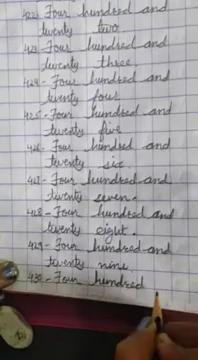 422- Four hundred and
twenty two
423- Four hundred and
twenty three.
424- Four hundred and
twenty four
425- Four hundred and
twenty five
426- Four hundred and
twenty six
427- Four hundred and
twenty seven.
428- Four hundred and
twenty eight.
429- Four hundred and
twenty nine
430- Four hundred